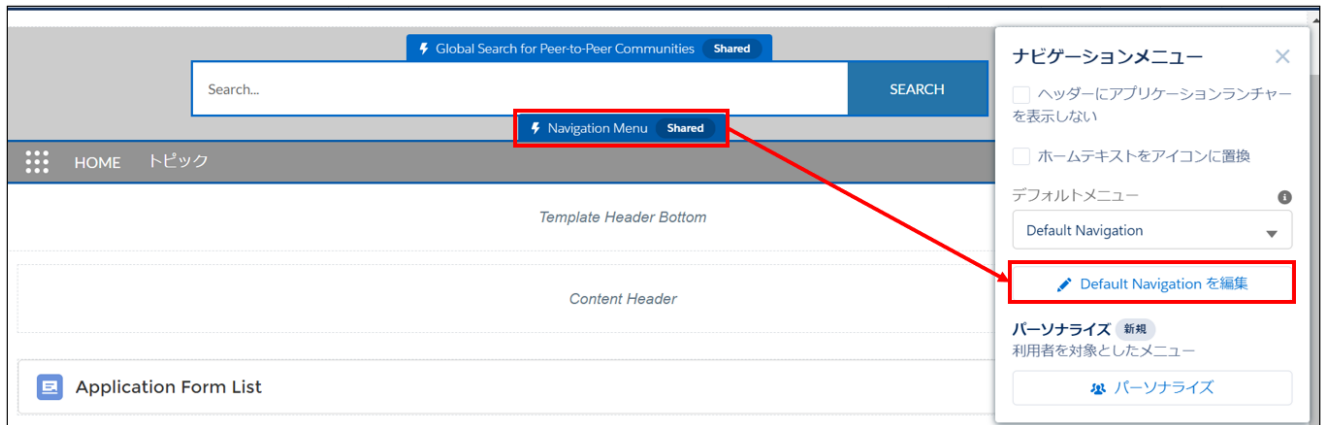 Global Search for Peer-to-Peer Communities Shared
Search...
SEARCH
Navigation Menu Shared
HOME トピック
Template Header Bottom
Content Header
Application Form List
ナビゲーションメニュー
ヘッダーにアプリケーションランチャー
を表示しない
ホームテキストをアイコンに置換
デフォルトメニュー
Default Navigation
Default Navigation を編集
パーソナライズ 新規
利用者を対象としたメニュー
パーソナライズ